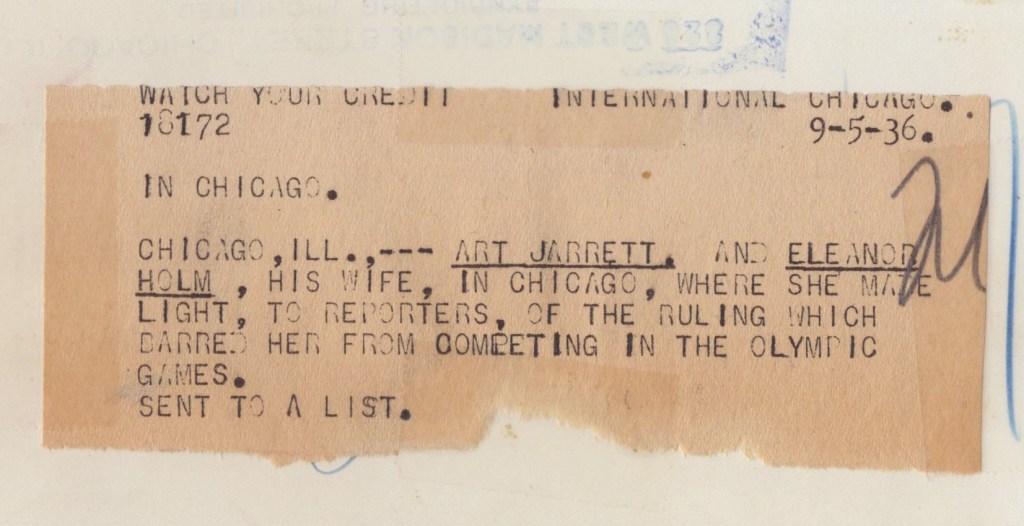 WATCH YOUR CREDIT INTERNATIONAL CHICAGO.
18172 9-5-36.
IN CHICAGO.
CHICAGO,ILL.,--- ART JARRETT, AND ELEANOR
HOLM , HIS WIFE, IN CHICAGO, WHERE SHE MADE
LIGHT, TO REPORTERS, OF THE RULING WHICH
BARRED HER FROM COMPETING IN THE OLYMPIC
GAMES.
SENT TO A LIST.